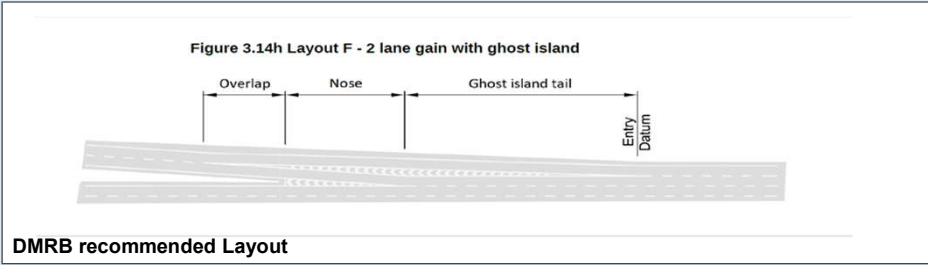 Figure 3.14h Layout F - 2 lane gain with ghost island
Overlap
Nose
Ghost island tail
Entry
Datum
DMRB recommended Layout